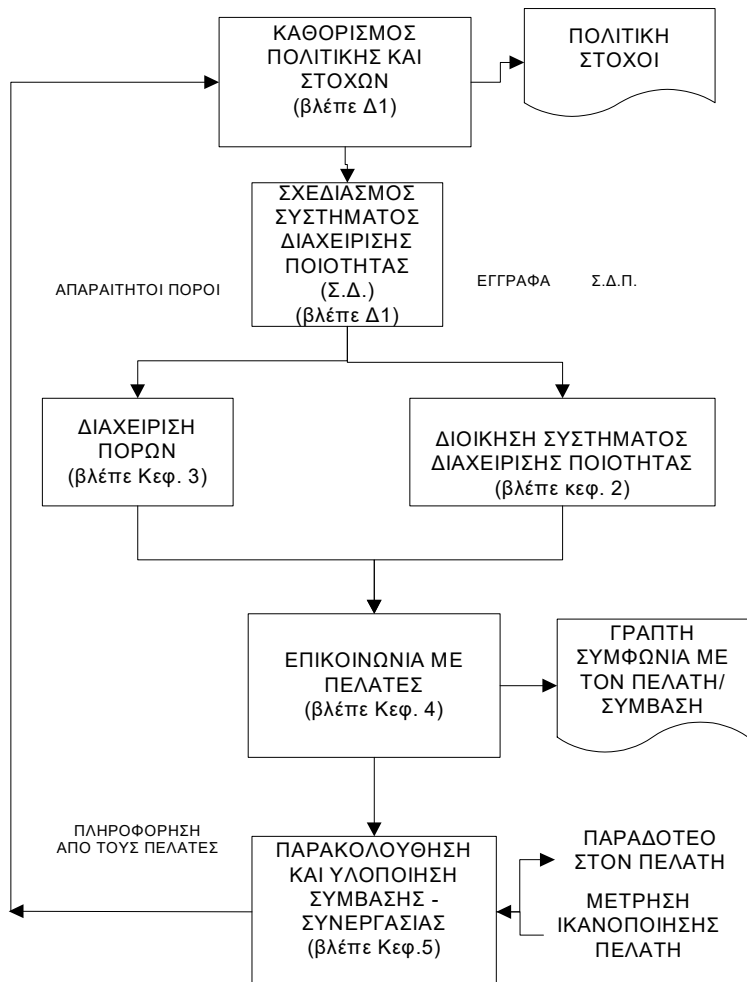 ΚΑΘΟΡΙΣΜΟΣ
ΠΟΛΙΤΙΚΗΣ ΚΑΙ
ΣΤΟΧΩΝ
(βλέπε Δ1)
ΠΟΛΙΤΙΚΗ
ΣΤΟΧΟΙ
ΣΧΕΔΙΑΣΜΟΣ
ΣΥΣΤΗΜΑΤΟΣ
ΔΙΑΧΕΙΡΙΣΗΣ
ΠΟΙΟΤΗΤΑΣ
(Σ.Δ.)
(βλέπε Δ1)
ΑΠΑΡΑΙΤΗΤΟΙ ΠΟΡΟΙ
ΕΓΓΡΑΦΑ Σ.Δ.Π.
ΔΙΑΧΕΙΡΙΣΗ
ΠΟΡΩΝ
(βλέπε Κεφ. 3)
ΔΙΟΙΚΗΣΗ ΣΥΣΤΗΜΑΤΟΣ
ΔΙΑΧΕΙΡΙΣΗΣ ΠΟΙΟΤΗΤΑΣ
(βλέπε κεφ. 2)
ΕΠΙΚΟΙΝΩΝΙΑ ΜΕ
ΠΕΛΑΤΕΣ
(βλέπε Κεφ. 4)
ΓΡΑΠΤΗ
ΣΥΜΦΩΝΙΑ ΜΕ
ΤΟΝ ΠΕΛΑΤΗ/
ΣΥΜΒΑΣΗ
ΠΛΗΡΟΦΟΡΗΣΗ
ΑΠΟ ΤΟΥΣ ΠΕΛΑΤΕΣ
ΠΑΡΑΚΟΛΟΥΘΗΣΗ
ΚΑΙ ΥΛΟΠΟΙΗΣΗ
ΣΥΜΒΑΣΗΣ -
ΣΥΝΕΡΓΑΣΙΑΣ
(βλέπε Κεφ.5)
ΠΑΡΑΔΟΤΕΟ
ΣΤΟΝ ΠΕΛΑΤΗ
ΜΕΤΡΗΣΗ
ΙΚΑΝΟΠΟΙΗΣΗΣ
ΠΕΛΑΤΗ